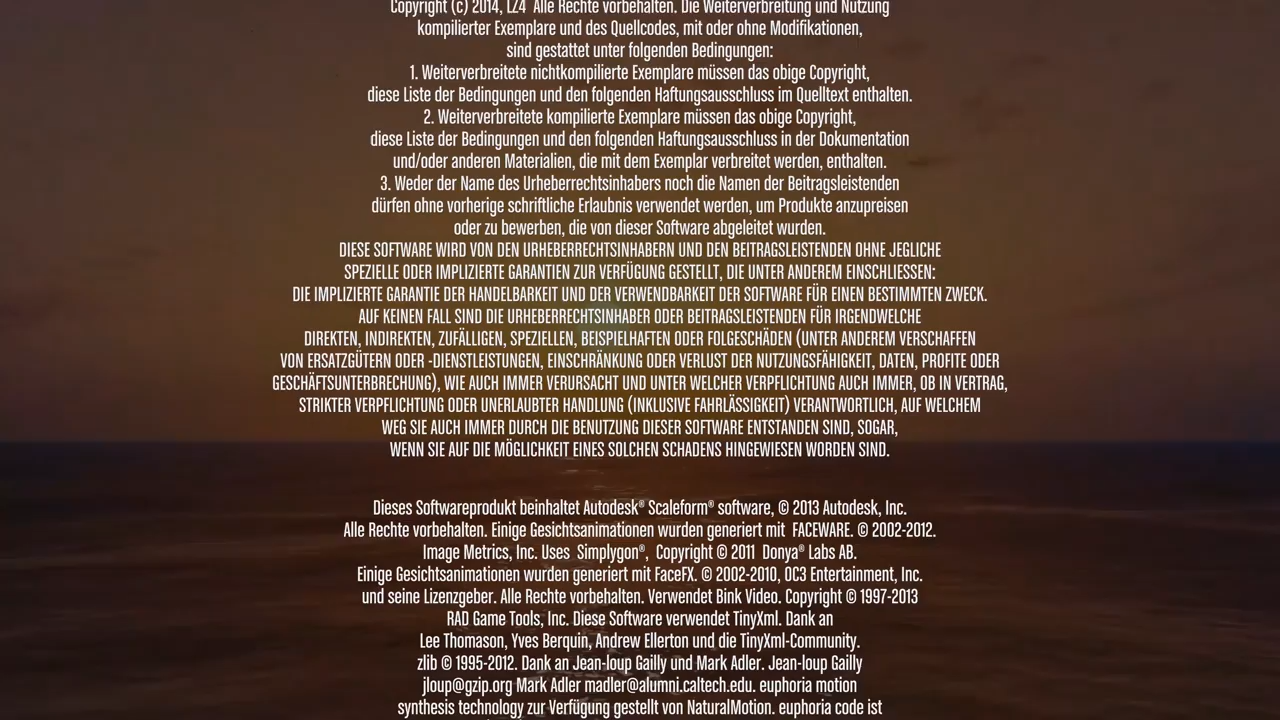 Copyright (c) 2014, LZ4 Alle Rechte vorbehalten. Die Weiterverbreitung und Nutzung
kompilierter Exemplare und des Quellcodes, mit oder ohne Modifikationen,
sind gestattet unter folgenden Bedingungen:
1. Weiterverbreitete nichtkompilierte Exemplare müssen das obige Copyright,
diese Liste der Bedingungen und den folgenden Haftungsausschluss im Quelltext enthalten.
2. Weiterverbreitete kompilierte Exemplare müssen das obige Copyright,
diese Liste der Bedingungen und den folgenden Haftungsausschluss in der Dokumentation
und/oder anderen Materialien, die mit dem Exemplar verbreitet werden, enthalten.
3. Weder der Name des Urheberrechtsinhabers noch die Namen der Beitragsleistenden
dürfen ohne vorherige schriftliche Erlaubnis verwendet werden, um Produkte anzupreisen
oder zu bewerben, die von dieser Software abgeleitet wurden.
DIESE SOFTWARE WIRD VON DEN URHEBERRECHTSINHABERN UND DEN BEITRAGSLEISTENDEN OHNE JEGLICHE
SPEZIELLE ODER IMPLIZIERTE GARANTIEN ZUR VERFÜGUNG GESTELLT, DIE UNTER ANDEREM EINSCHLIESSEN:
DIE IMPLIZIERTE GARANTIE DER HANDELBARKEIT UND DER VERWENDBARKEIT DER SOFTWARE FÜR EINEN BESTIMMTEN ZWECK.
AUF KEINEN FALL SIND DIE URHEBERRECHTSINHABER ODER BEITRAGSLEISTENDEN FÜR IRGENDWELCHE
DIREKTEN, INDIREKTEN, ZUFÄLLIGEN, SPEZIELLEN, BEISPIELHAFTEN ODER FOLGESCHÄDEN (UNTER ANDEREM VERSCHAFFEN
VON ERSATZGÜTERN ODER -DIENSTLEISTUNGEN, EINSCHRÄNKUNG ODER VERLUST DER NUTZUNGSFÄHIGKEIT, DATEN, PROFITE ODER
GESCHÄFTSUNTERBRECHUNG), WIE AUCH IMMER VERURSACHT UND UNTER WELCHER VERPFLICHTUNG AUCH IMMER, OB IN VERTRAG,
STRIKTER VERPFLICHTUNG ODER UNERLAUBTER HANDLUNG (INKLUSIVE FAHRLÄSSIGKEIT) VERANTWORTLICH, AUF WELCHEM
WEG SIE AUCH IMMER DURCH DIE BENUTZUNG DIESER SOFTWARE ENTSTANDEN SIND, SOGAR,
WENN SIE AUF DIE MÖGLICHKEIT EINES SOLCHEN SCHADENS HINGEWIESEN WORDEN SIND.
Dieses Softwareprodukt beinhaltet Autodesk® Scaleform® software, © 2013 Autodesk, Inc.
Alle Rechte vorbehalten. Einige Gesichtsanimationen wurden generiert mit FACEWARE. © 2002-2012.
Image Metrics, Inc. Uses Simplygon®, Copyright © 2011 Donya® Labs AB.
Einige Gesichtsanimationen wurden generiert mit FaceFX. © 2002-2010, OC3 Entertainment, Inc.
und seine Lizenzgeber. Alle Rechte vorbehalten. Verwendet Bink Video. Copyright © 1997-2013
RAD Game Tools, Inc. Diese Software verwendet TinyXml. Dank an
Lee Thomason, Yves Berquin, Andrew Ellerton und die TinyXml-Community.
zlib © 1995-2012. Dank an Jean-loup Gailly und Mark Adler. Jean-loup Gailly
jloup@gzip.org Mark Adler madler@alumni.caltech.edu. euphoria motion
synthesis technology zur Verfügung gestellt von NaturalMotion. euphoria code ist